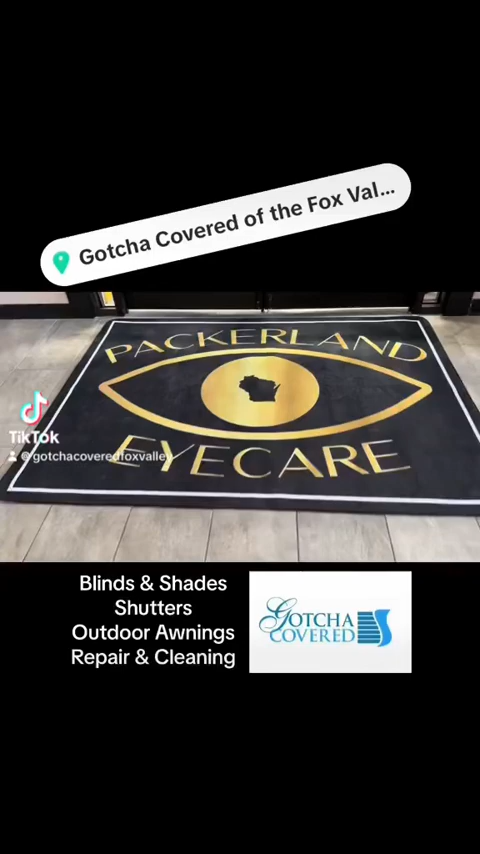 Gotcha Covered of the Fox Val...
PACKERLAND
EYECARE
TikTok
@gotchacoveredfoxvalley
Blinds & Shades
Shutters
Outdoor Awnings
Repair & Cleaning
GOTCHA
COVERED